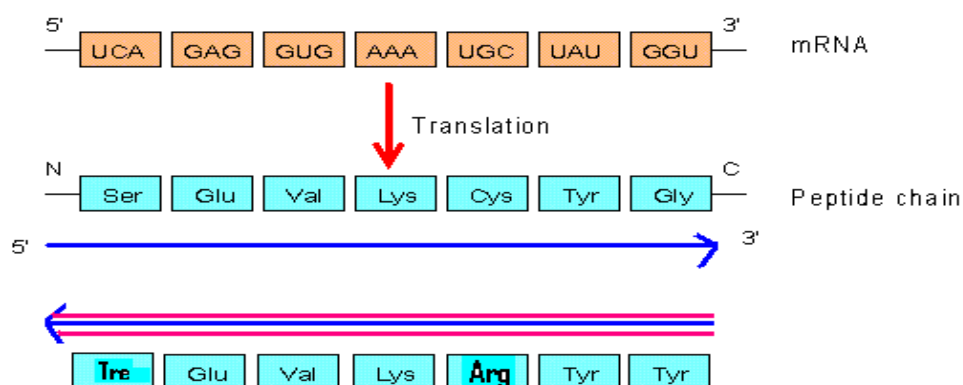 5' 3'
UCA GAG GUG AAA UGC UAU GGU mRNA
Translation
N C
Ser Glu Val Lys Cys Tyr Gly Peptide chain
5' 3'
Tre Glu Val Lys Arg Tyr Tyr